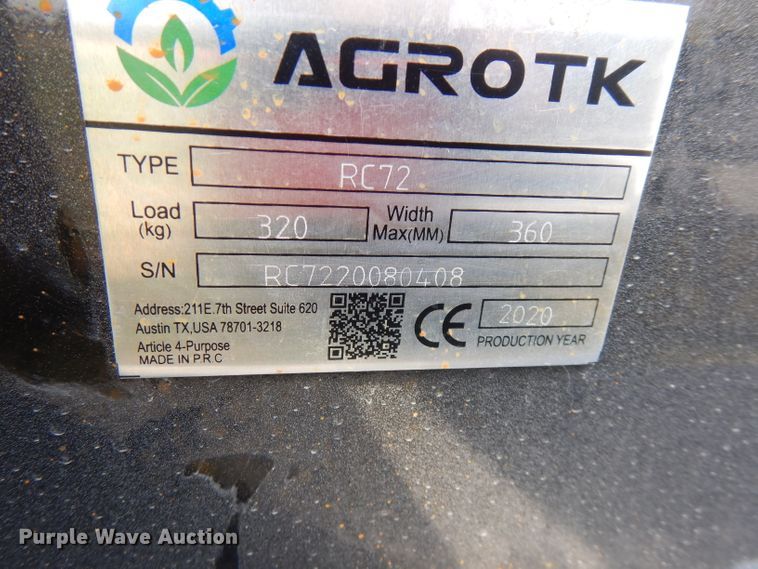 AGROTK
TYPE RC72
Load (kg) 320 Width Max(MM) 360
S/N RC7220080408
Address:211E.7th Street Suite 620
Austin TX,USA 78701-3218
Article 4-Purpose
MADE IN P.R.C
CE
2020
PRODUCTION YEAR
Purple Wave Auction